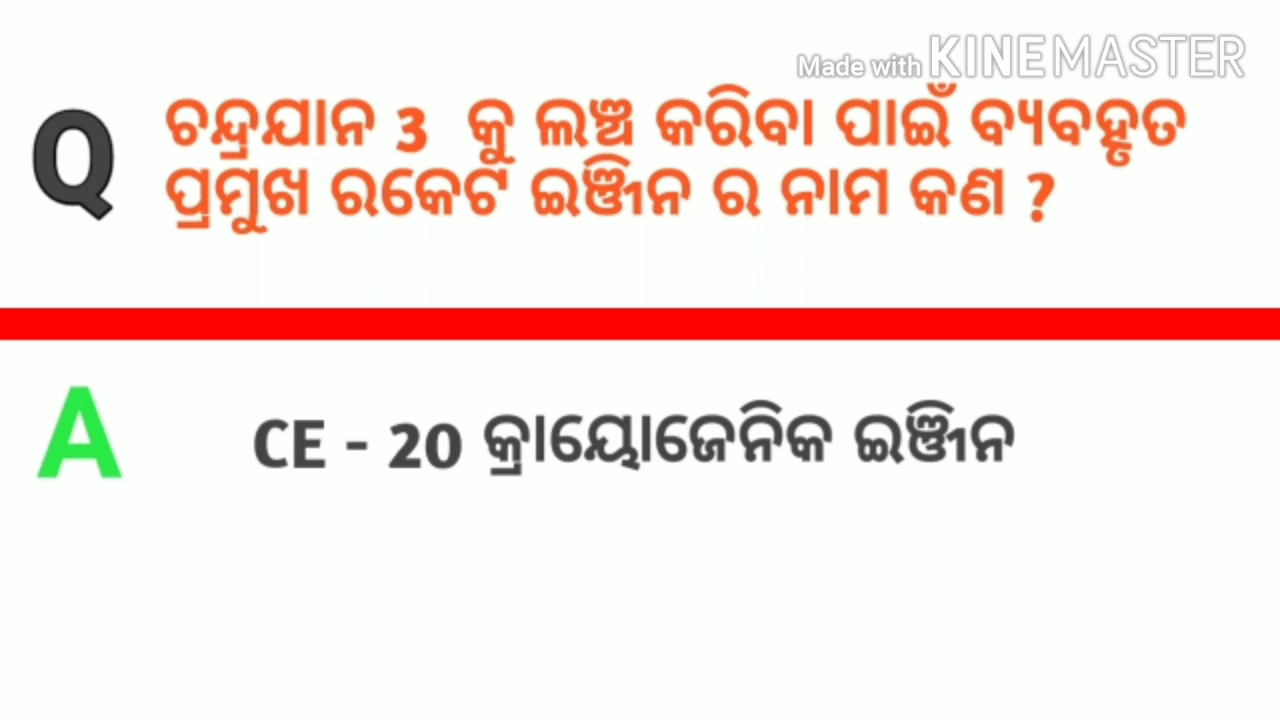 Made with KINEMASTER
Q ଚନ୍ଦ୍ରଯାନ 3 କୁ ଲଞ୍ଚ କରିବା ପାଇଁ ବ୍ୟବହୃତ
ପ୍ରମୁଖ ରକେଟ ଇଞ୍ଜିନ ର ନାମ କଣ ?
A CE - 20 କ୍ରାୟୋଜେନିକ ଇଞ୍ଜିନ